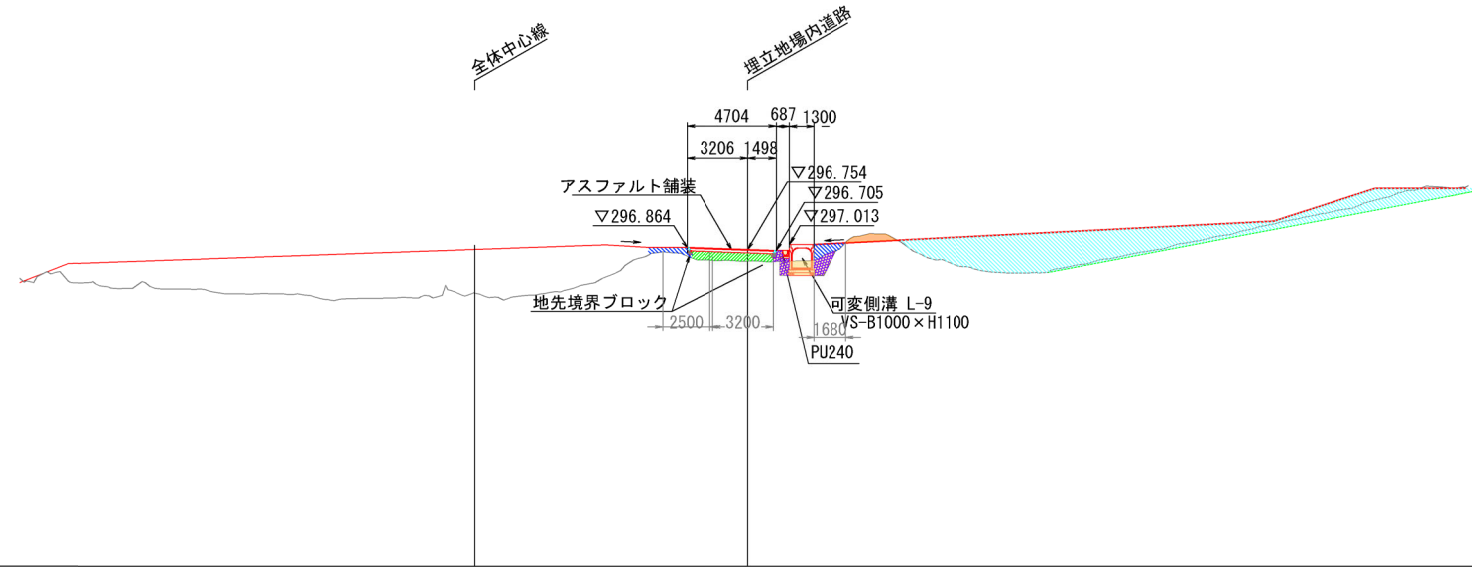 全体中心線
埋立地場内道路
4704
687
1300
3206
1498
▽296.754
アスファルト舗装
▽296.705
▽296.864
▽297.013
地先境界ブロック
可変側溝 L-9
VS-B1000×H1100
2500
3200
1680
PU240